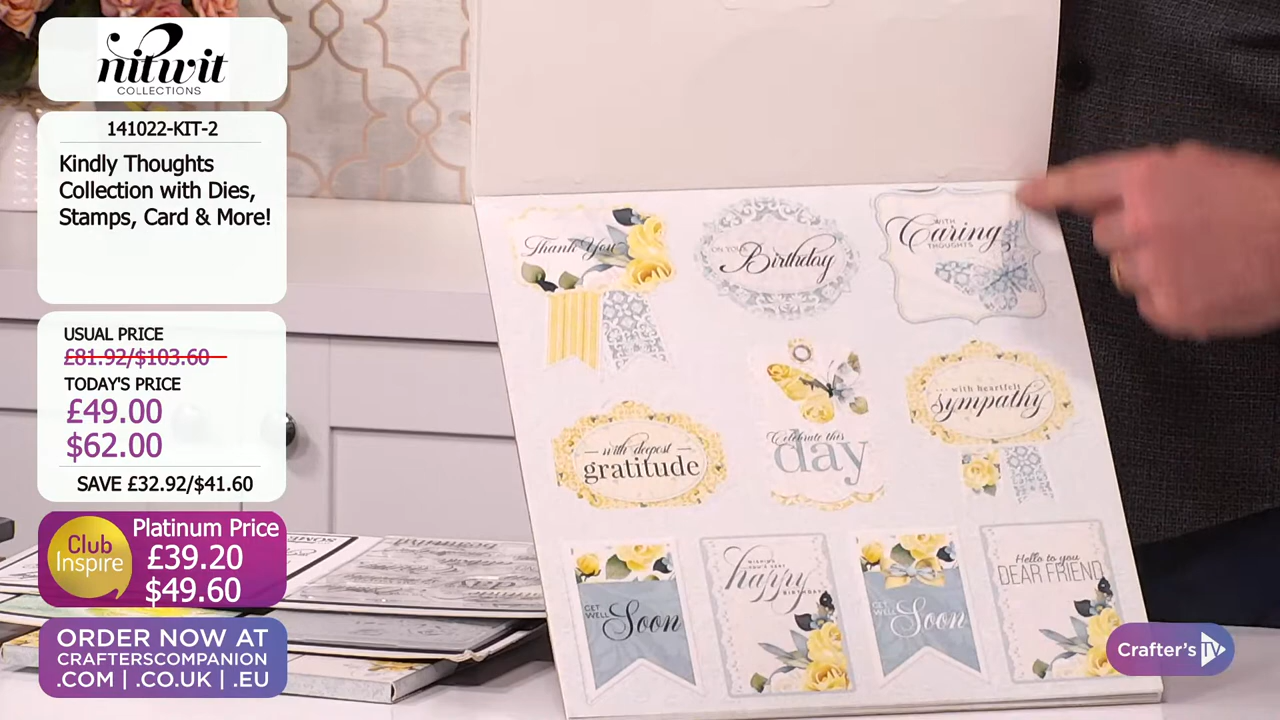 nitwit
COLLECTIONS
141022-KIT-2
Kindly Thoughts
Collection with Dies,
Stamps, Card & More!
USUAL PRICE
£81.92/$103.60
TODAY'S PRICE
£49.00
$62.00
SAVE £32.92/$41.60
Club
Inspire
Platinum Price
£39.20
$49.60
ORDER NOW AT
CRAFTERSCOMPANION
.COM | .CO.UK | .EU
Thank You
ON YOUR
Birthday
WITH
Caring
THOUGHTS
with deepest
gratitude
Celebrate this
day
with heartfelt
sympathy
GET
WELL
Soon
WISHING
YOU A VERY
happy
BIRTHDAY
GET
WELL
Soon
Hello to you
DEAR FRIEND
Crafter's TV